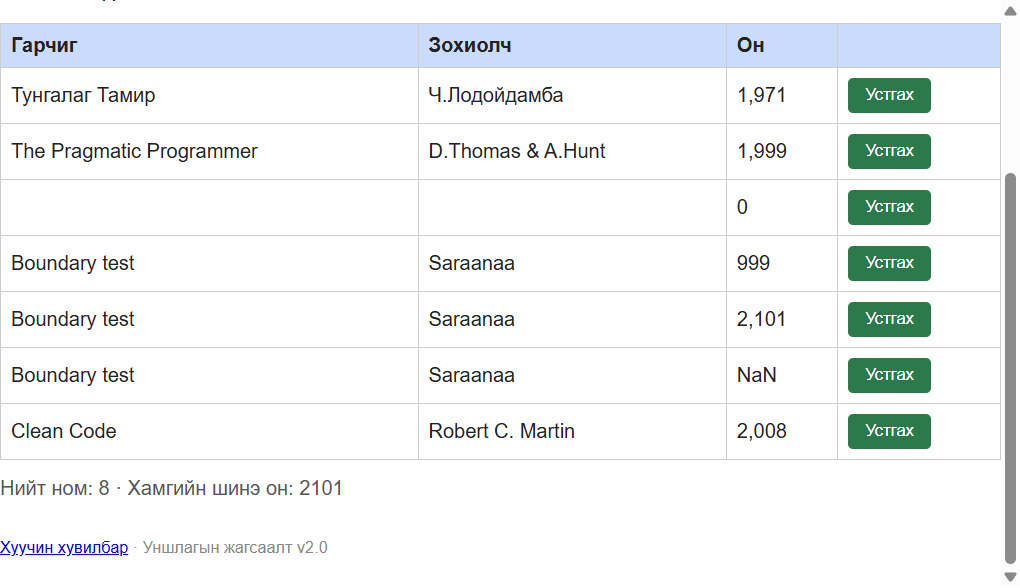 Гарчиг Зохиолч Он
Тунгалаг Тамир Ч.Лодойдамба 1,971 Устгах
The Pragmatic Programmer D.Thomas & A.Hunt 1,999 Устгах
0 Устгах
Boundary test Saraanaa 999 Устгах
Boundary test Saraanaa 2,101 Устгах
Boundary test Saraanaa NaN Устгах
Clean Code Robert C. Martin 2,008 Устгах
Нийт ном: 8 · Хамгийн шинэ он: 2101
Хуучин хувилбар · Уншлагын жагсаалт v2.0